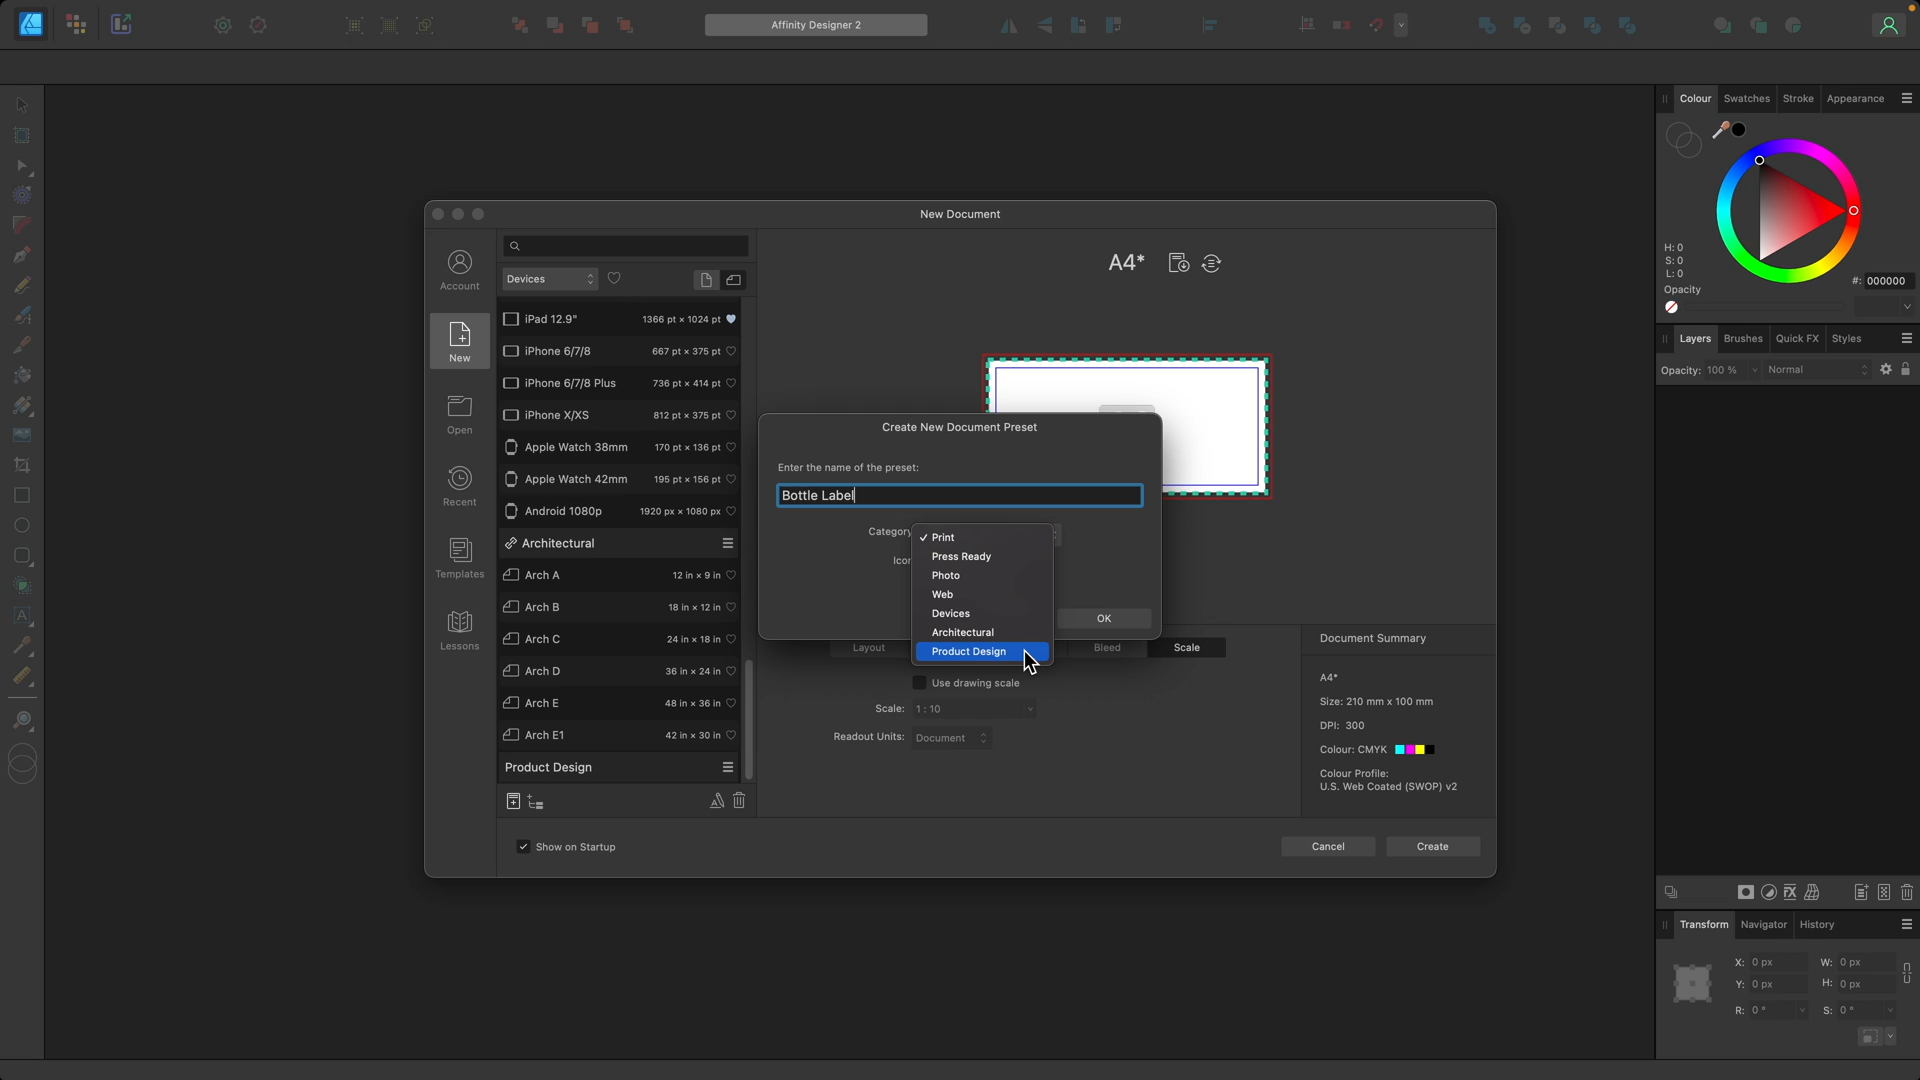 Affinity Designer 2
Colour Swatches Stroke Appearance
H: 0
S: 0
L: 0
#: 000000
Opacity
Layers Brushes Quick FX Styles
Opacity: 100 % Normal
Transform Navigator History
X: 0 px W: 0 px
Y: 0 px H: 0 px
R: 0 ° S: 0 °
New Document
Account
New
Open
Recent
Templates
Lessons
Devices
iPad 12.9" 1366 pt × 1024 pt
iPhone 6/7/8 667 pt × 375 pt
iPhone 6/7/8 Plus 736 pt × 414 pt
iPhone X/XS 812 pt × 375 pt
Apple Watch 38mm 170 pt × 136 pt
Apple Watch 42mm 195 pt × 156 pt
Android 1080p 1920 px × 1080 px
Architectural
Arch A 12 in × 9 in
Arch B 18 in × 12 in
Arch C 24 in × 18 in
Arch D 36 in × 24 in
Arch E 48 in × 36 in
Arch E1 42 in × 30 in
Product Design
A4*
Create New Document Preset
Enter the name of the preset:
Bottle Label
Category
Icon
Print
Press Ready
Photo
Web
Devices
Architectural
Product Design
OK
Layout Bleed Scale
Use drawing scale
Scale: 1 : 10
Readout Units: Document
Document Summary
A4*
Size: 210 mm x 100 mm
DPI: 300
Colour: CMYK
Colour Profile:
U.S. Web Coated (SWOP) v2
Show on Startup
Cancel Create